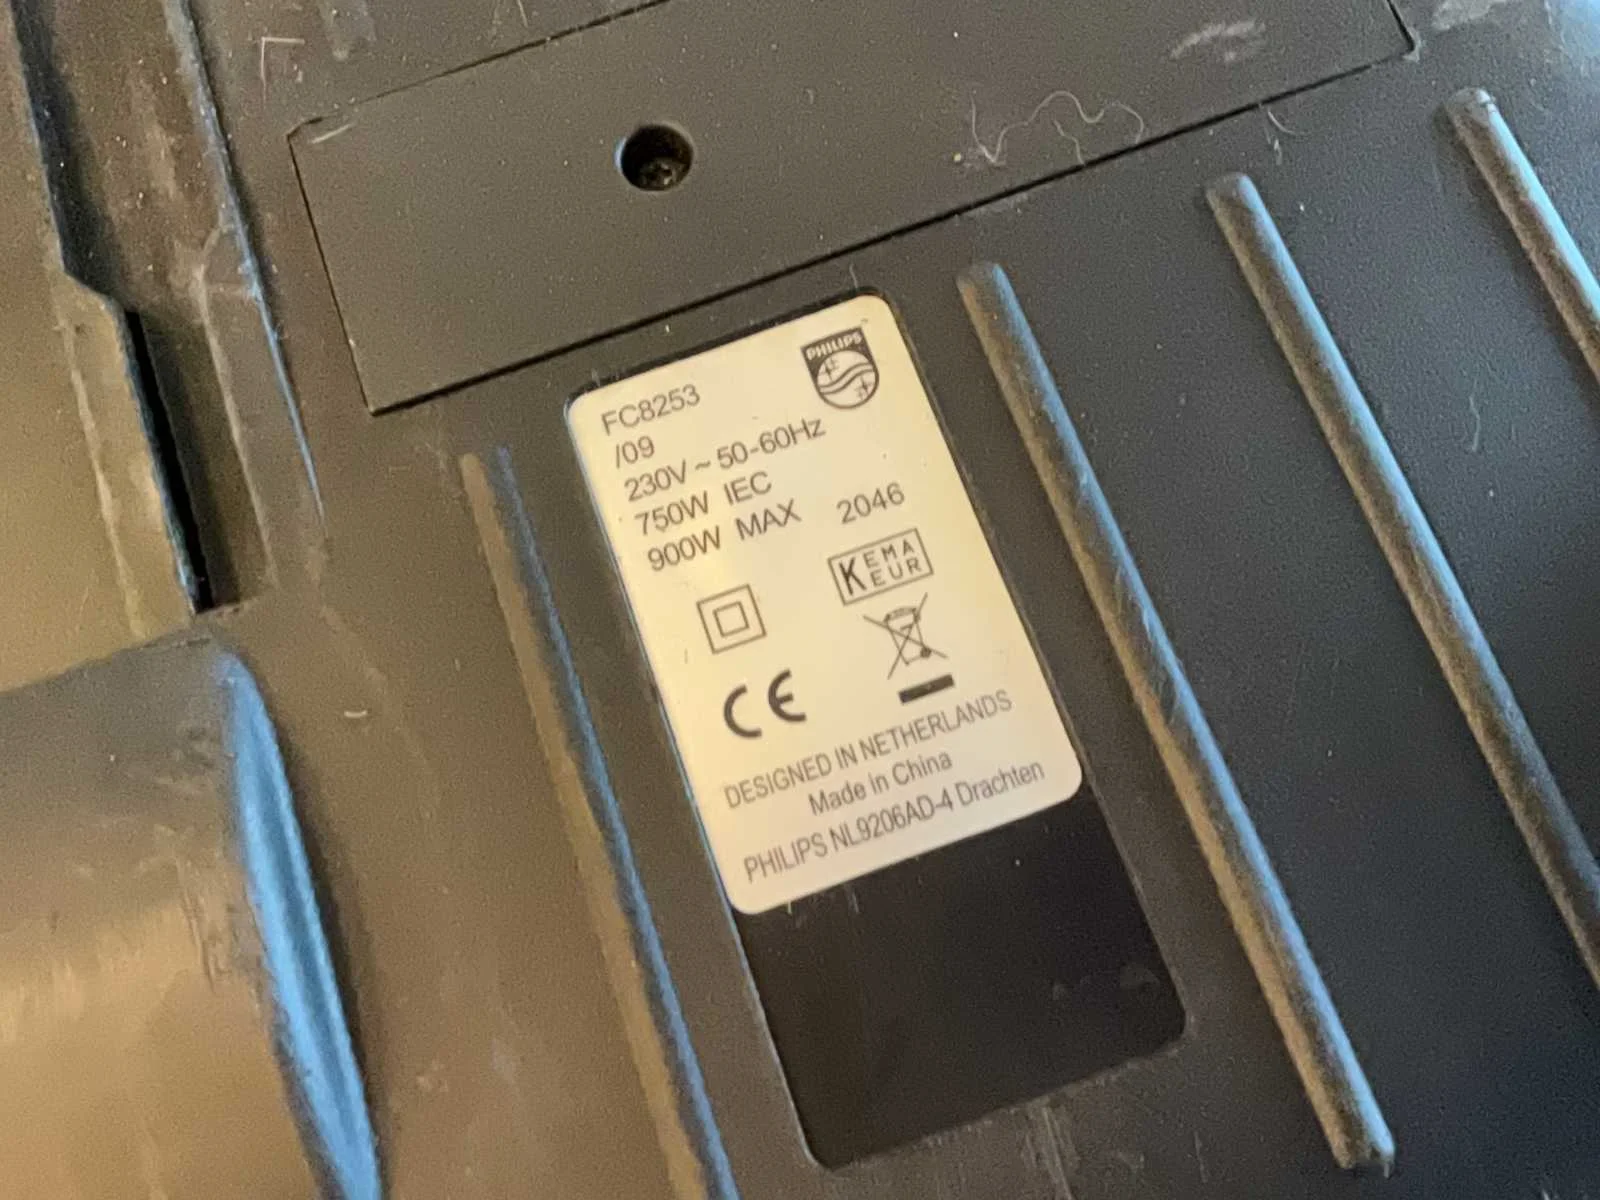 PHILIPS
FC8253
/09
230V ~ 50-60Hz
750W IEC
900W MAX 2046
KEMA
EUR
CE
DESIGNED IN NETHERLANDS
Made in China
PHILIPS NL9206AD-4 Drachten